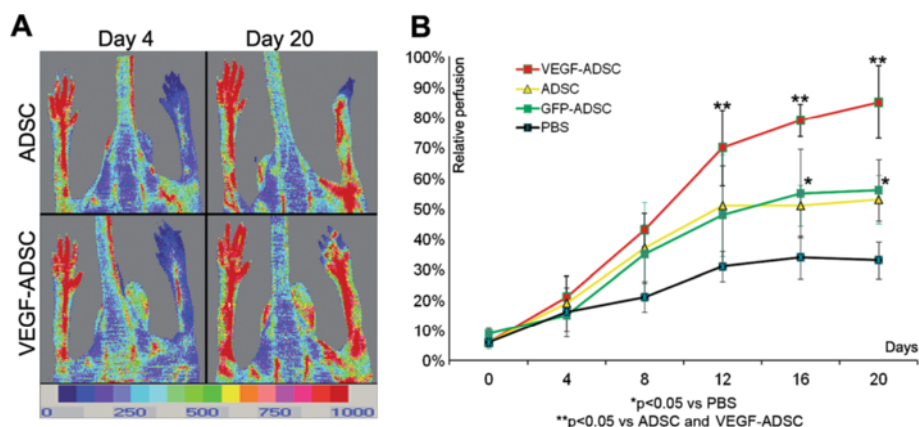 A
Day 4
Day 20
ADSC
VEGF-ADSC
0
250
500
750
1000
B
Relative perfusion
100%
90%
80%
70%
60%
50%
40%
30%
20%
10%
0%
VEGF-ADSC
ADSC
GFP-ADSC
PBS
**
**
**
*
*
Days
0 4 8 12 16 20
*p<0.05 vs PBS
**p<0.05 vs ADSC and VEGF-ADSC